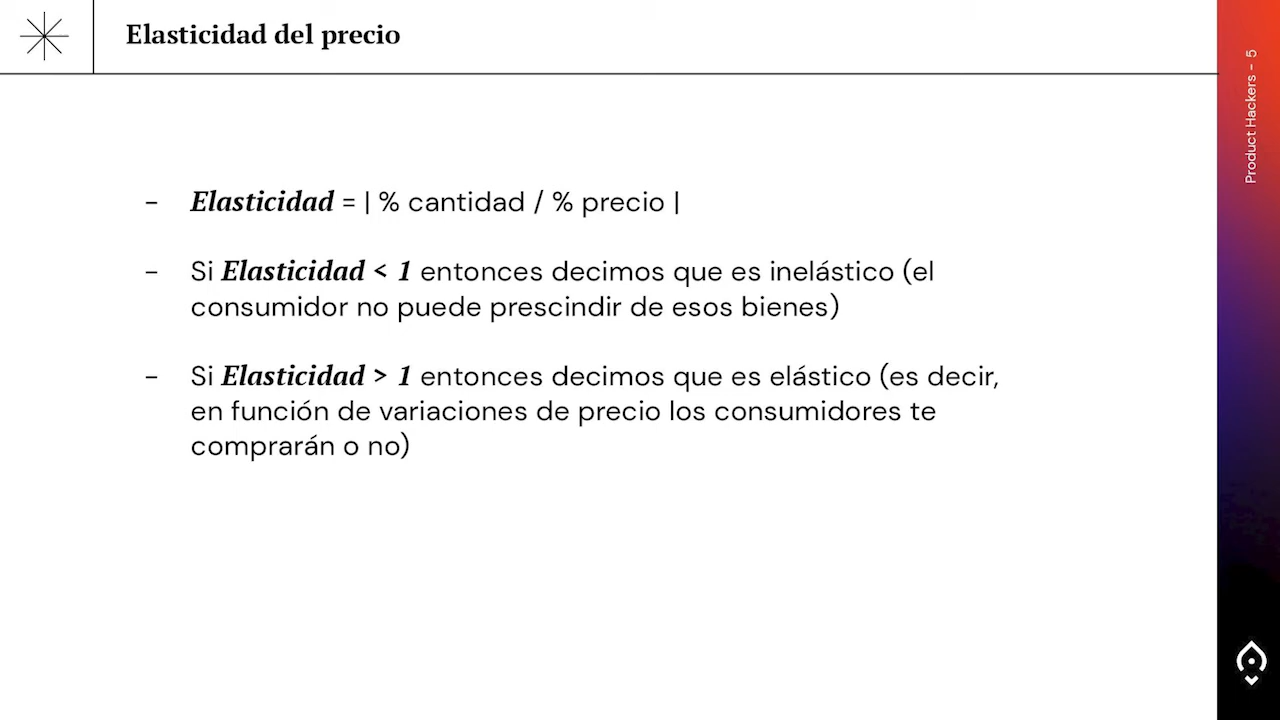 Elasticidad del precio
Product Hackers - 5
- Elasticidad = | % cantidad / % precio |
- Si Elasticidad < 1 entonces decimos que es inelástico (el
consumidor no puede prescindir de esos bienes)
- Si Elasticidad > 1 entonces decimos que es elástico (es decir,
en función de variaciones de precio los consumidores te
comprarán o no)